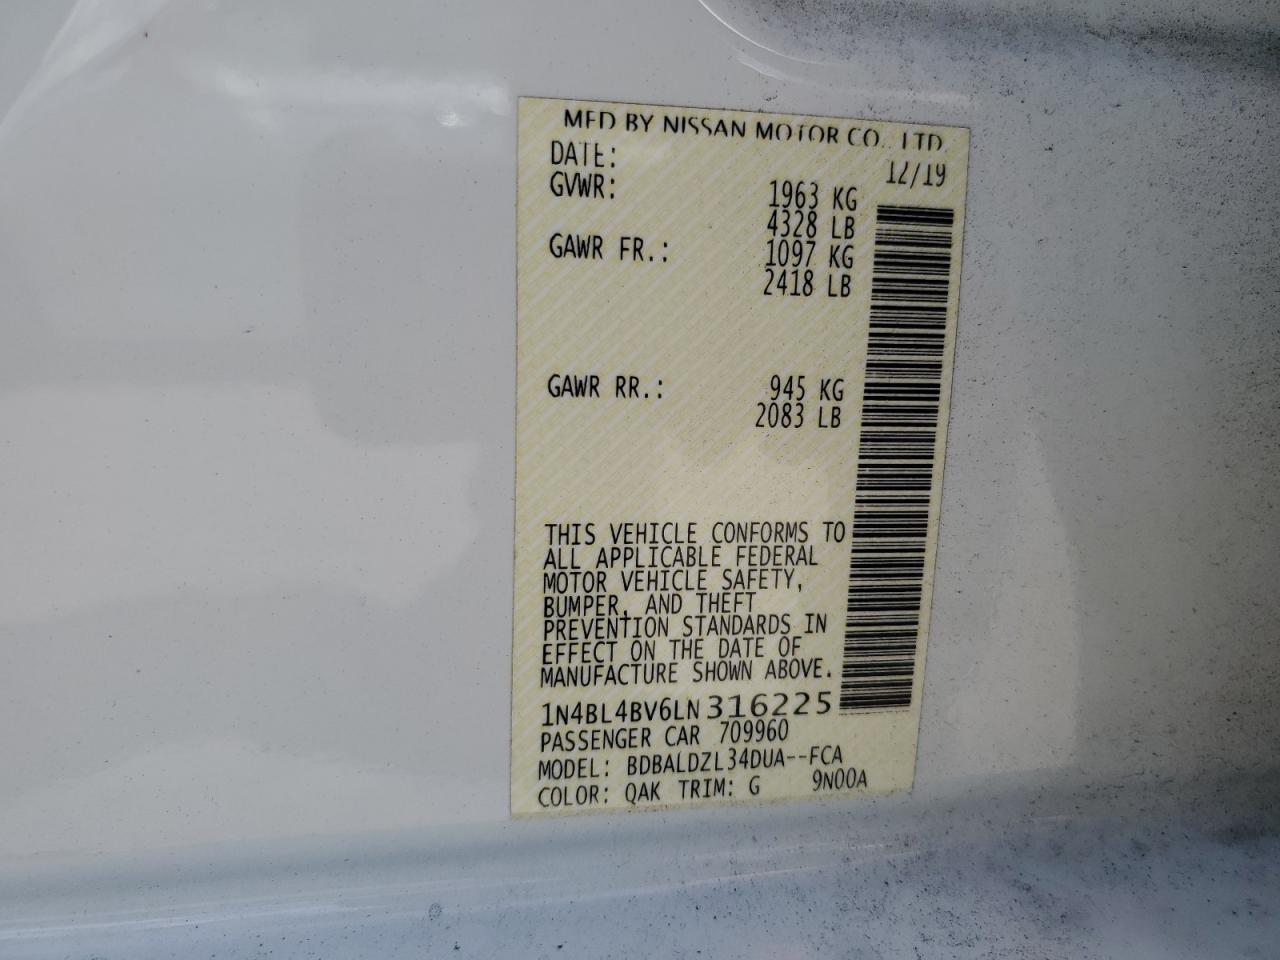 MFD BY NISSAN MOTOR CO., LTD
DATE: 12/19
GVWR: 1963 KG
4328 LB
GAWR FR.: 1097 KG
2418 LB
GAWR RR.: 945 KG
2083 LB
THIS VEHICLE CONFORMS TO
ALL APPLICABLE FEDERAL
MOTOR VEHICLE SAFETY,
BUMPER, AND THEFT
PREVENTION STANDARDS IN
EFFECT ON THE DATE OF
MANUFACTURE SHOWN ABOVE.
1N4BL4BV6LN316225
PASSENGER CAR 709960
MODEL: BDBALDZL34DUA--FCA
COLOR: QAK TRIM: G 9N00A